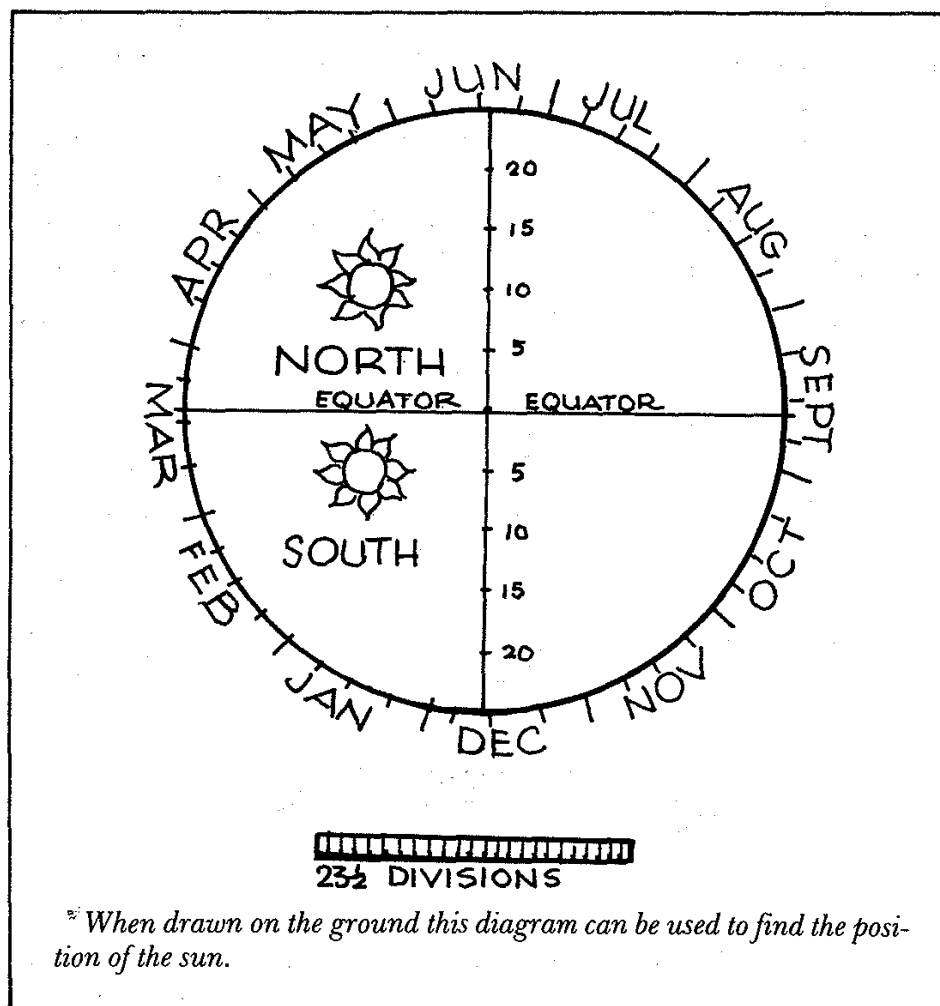 JUN
MAY
JUL
APR
AUG
20
15
10
NORTH
5
EQUATOR EQUATOR
MAR
SEPT
5
10
SOUTH
FEB
OCT
15
20
JAN
NOV
DEC
23½ DIVISIONS
When drawn on the ground this diagram can be used to find the posi-
tion of the sun.